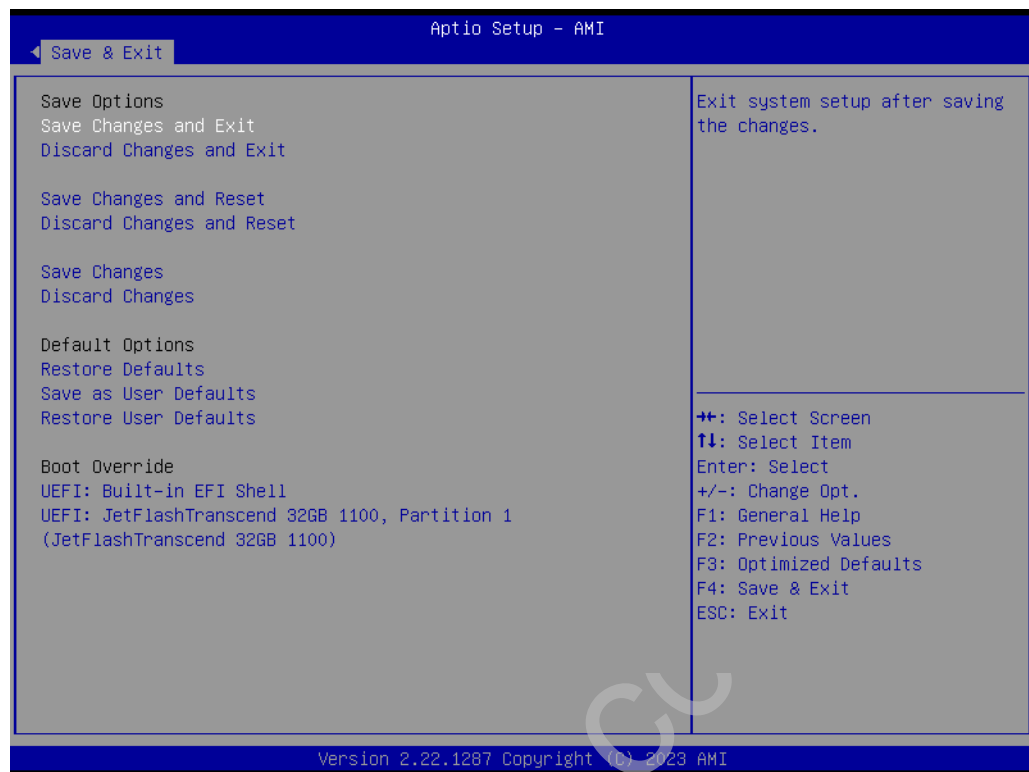 Aptio Setup – AMI
Save & Exit
Save Options
Save Changes and Exit
Discard Changes and Exit
Save Changes and Reset
Discard Changes and Reset
Save Changes
Discard Changes
Default Options
Restore Defaults
Save as User Defaults
Restore User Defaults
Boot Override
UEFI: Built-in EFI Shell
UEFI: JetFlashTranscend 32GB 1100, Partition 1
(JetFlashTranscend 32GB 1100)
Exit system setup after saving
the changes.
→←: Select Screen
↑↓: Select Item
Enter: Select
+/-: Change Opt.
F1: General Help
F2: Previous Values
F3: Optimized Defaults
F4: Save & Exit
ESC: Exit
Version 2.22.1287 Copyright (C) 2023 AMI